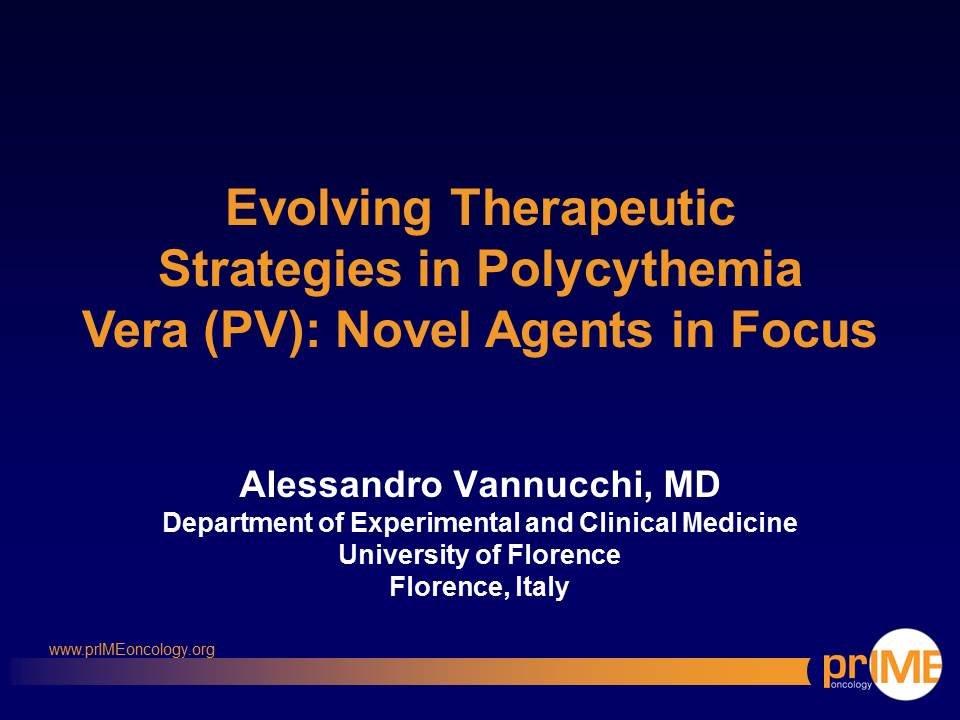 Evolving Therapeutic
Strategies in Polycythemia
Vera (PV): Novel Agents in Focus
Alessandro Vannucchi, MD
Department of Experimental and Clinical Medicine
University of Florence
Florence, Italy
www.prIMEoncology.org
prIME
oncology